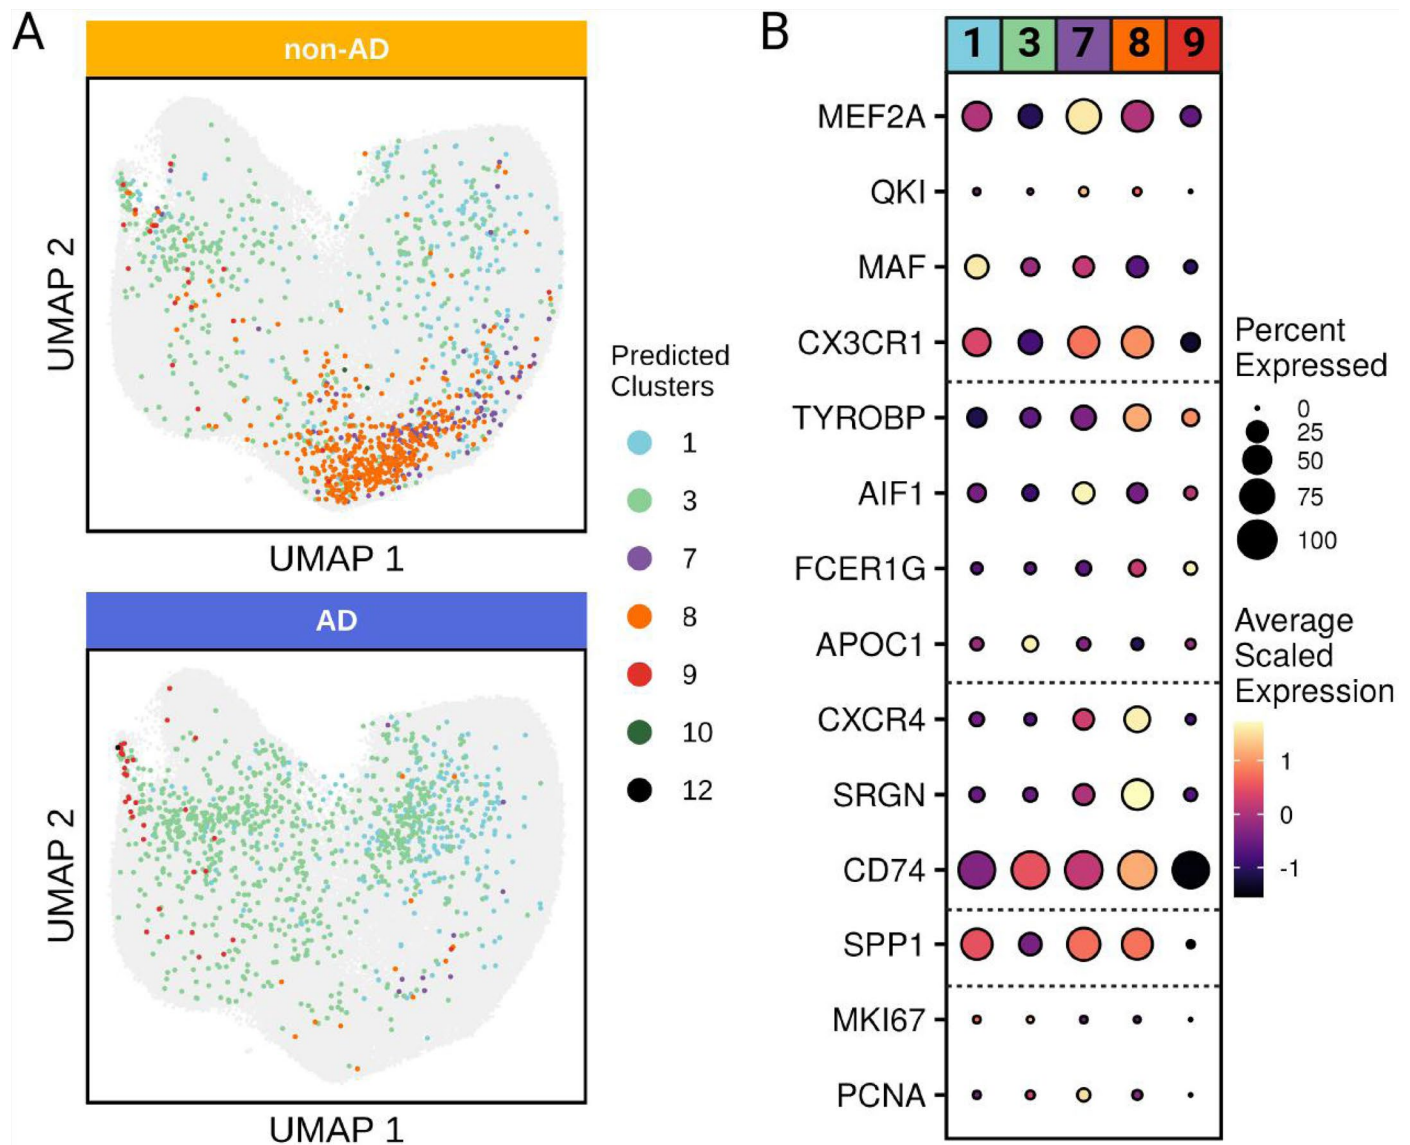 A
non-AD
UMAP 2
UMAP 1
AD
UMAP 2
UMAP 1
Predicted
Clusters
1
3
7
8
9
10
12
B
1 3 7 8 9
MEF2A
QKI
MAF
CX3CR1
TYROBP
AIF1
FCER1G
APOC1
CXCR4
SRGN
CD74
SPP1
MKI67
PCNA
Percent
Expressed
0
25
50
75
100
Average
Scaled
Expression
1
0
-1